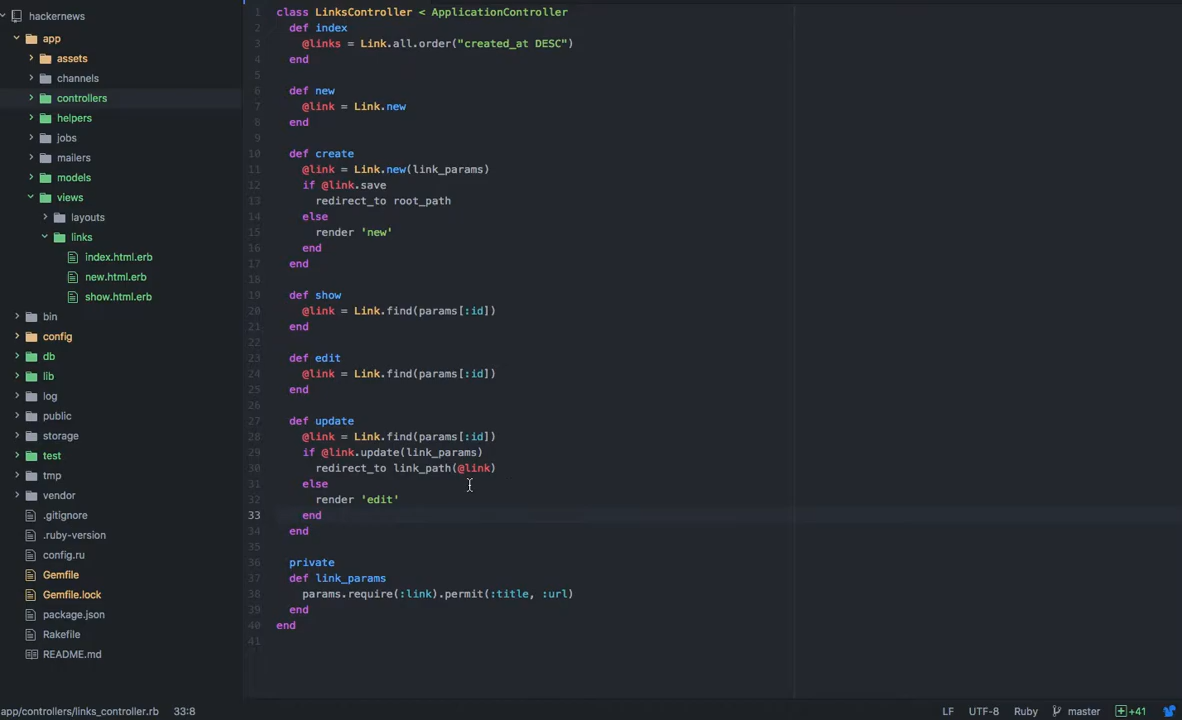 hackernews
app
assets
channels
controllers
helpers
jobs
mailers
models
views
layouts
links
index.html.erb
new.html.erb
show.html.erb
bin
config
db
lib
log
public
storage
test
tmp
vendor
.gitignore
.ruby-version
config.ru
Gemfile
Gemfile.lock
package.json
Rakefile
README.md
1 class LinksController < ApplicationController
2   def index
3     @links = Link.all.order("created_at DESC")
4   end
5
6   def new
7     @link = Link.new
8   end
9
10   def create
11     @link = Link.new(link_params)
12     if @link.save
13       redirect_to root_path
14     else
15       render 'new'
16     end
17   end
18
19   def show
20     @link = Link.find(params[:id])
21   end
22
23   def edit
24     @link = Link.find(params[:id])
25   end
26
27   def update
28     @link = Link.find(params[:id])
29     if @link.update(link_params)
30       redirect_to link_path(@link)
31     else
32       render 'edit'
33     end
34   end
35
36   private
37   def link_params
38     params.require(:link).permit(:title, :url)
39   end
40 end
41
app/controllers/links_controller.rb 33:8 LF UTF-8 Ruby master +41